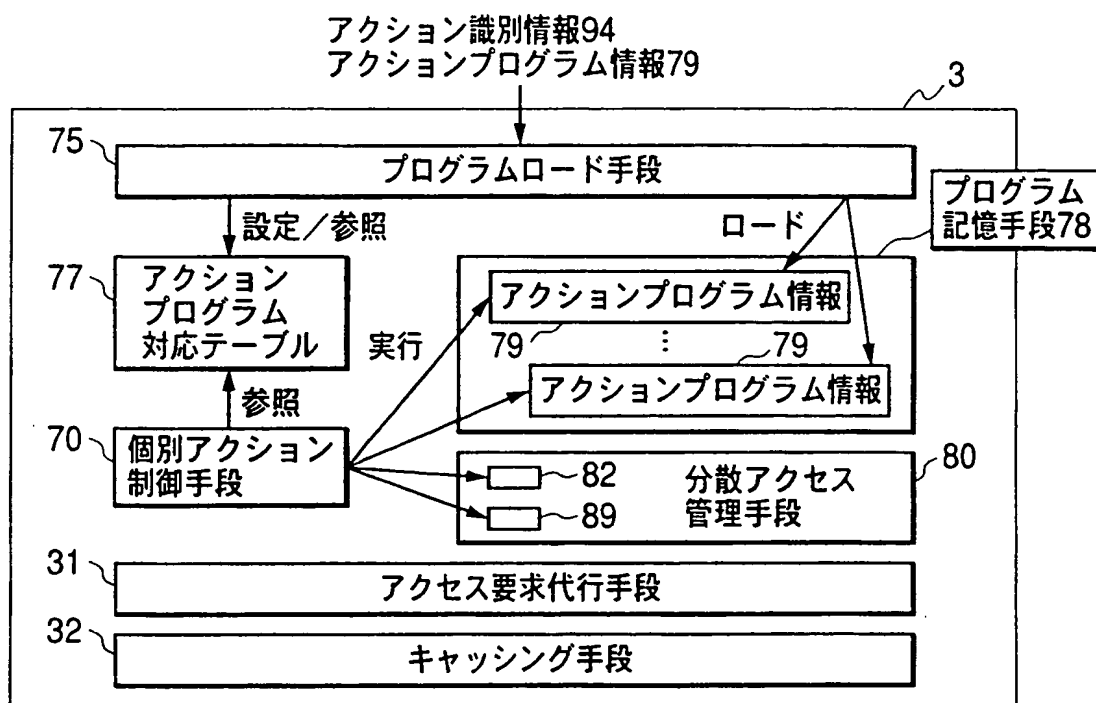 アクション識別情報94
アクションプログラム情報79
3
75
プログラムロード手段
プログラム
記憶手段78
設定／参照
ロード
77
アクション
プログラム
対応テーブル
アクションプログラム情報
79
⋮
79
実行
アクションプログラム情報
参照
70
個別アクション
制御手段
82
89
分散アクセス
管理手段
80
31
アクセス要求代行手段
32
キャッシング手段